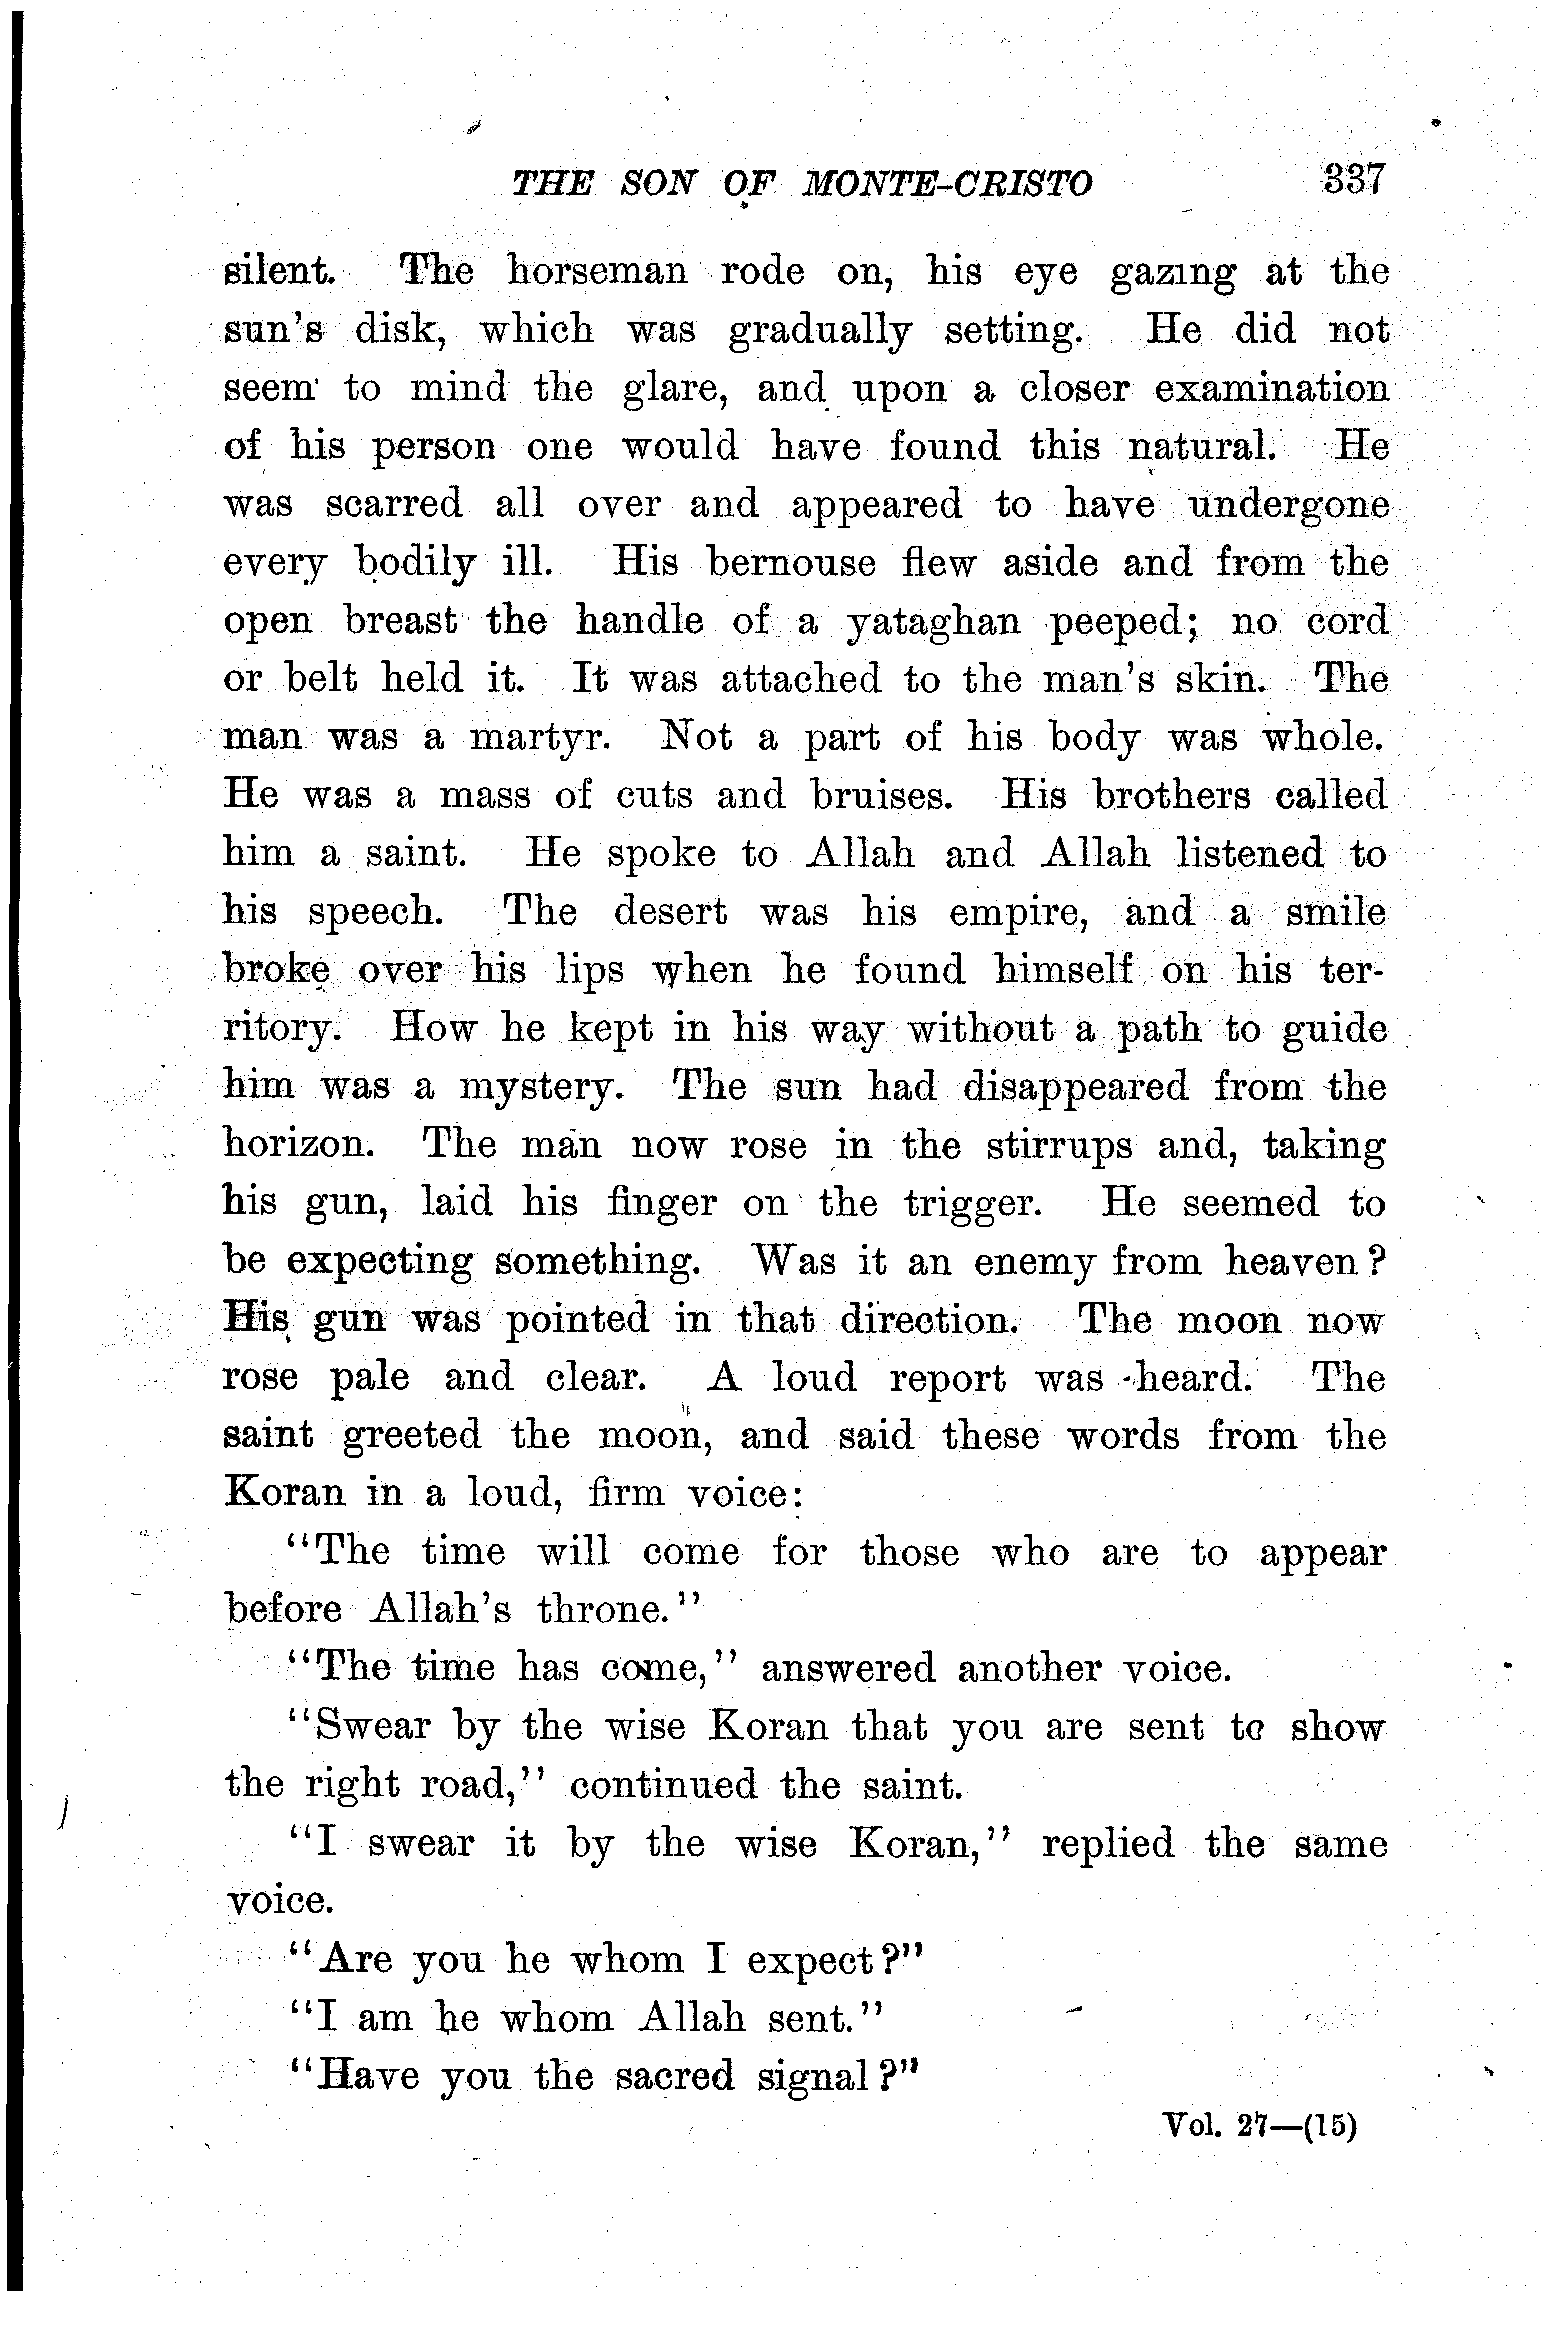 THE SON OF MONTE-CRISTO 337
silent. The horseman rode on, his eye gazing at the
sun's disk, which was gradually setting. He did not
seem to mind the glare, and upon a closer examination
of his person one would have found this natural. He
was scarred all over and appeared to have undergone
every bodily ill. His bernouse flew aside and from the
open breast the handle of a yataghan peeped; no cord
or belt held it. It was attached to the man's skin. The
man was a martyr. Not a part of his body was whole.
He was a mass of cuts and bruises. His brothers called
him a saint. He spoke to Allah and Allah listened to
his speech. The desert was his empire, and a smile
broke over his lips when he found himself on his ter-
ritory. How he kept in his way without a path to guide
him was a mystery. The sun had disappeared from the
horizon. The man now rose in the stirrups and, taking
his gun, laid his finger on the trigger. He seemed to
be expecting something. Was it an enemy from heaven?
His gun was pointed in that direction. The moon now
rose pale and clear. A loud report was heard. The
saint greeted the moon, and said these words from the
Koran in a loud, firm voice:
"The time will come for those who are to appear
before Allah's throne."
"The time has come," answered another voice.
"Swear by the wise Koran that you are sent to show
the right road," continued the saint.
"I swear it by the wise Koran," replied the same
voice.
"Are you he whom I expect?"
"I am he whom Allah sent."
"Have you the sacred signal?"
Vol. 27—(15)